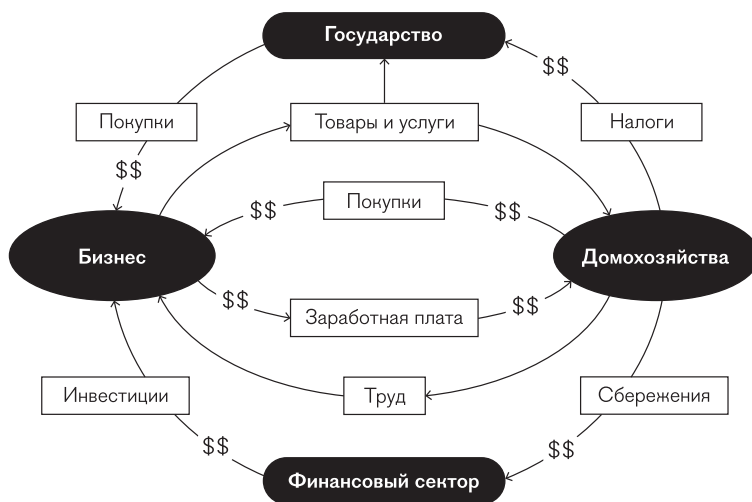 Государство
$$
Покупки
Товары и услуги
Налоги
$$
Покупки
$$
$$
Бизнес
Домохозяйства
$$
Заработная плата
$$
Инвестиции
Труд
Сбережения
$$
$$
Финансовый сектор